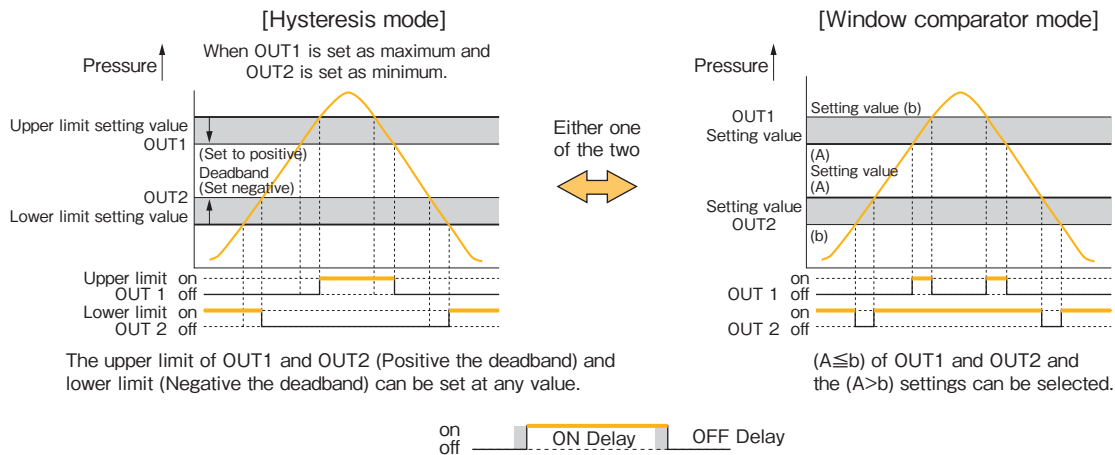 [Hysteresis mode]
When OUT1 is set as maximum and
OUT2 is set as minimum.
Pressure
Upper limit setting value
OUT1
(Set to positive)
Deadband
(Set negative)
OUT2
Lower limit setting value
Upper limit on
OUT 1 off
Lower limit on
OUT 2 off
The upper limit of OUT1 and OUT2 (Positive the deadband) and
lower limit (Negative the deadband) can be set at any value.
Either one
of the two
[Window comparator mode]
Pressure
OUT1
Setting value
Setting value (b)
(A)
Setting value
(A)
Setting value
OUT2
(b)
on
OUT 1 off
on
OUT 2 off
(A≦b) of OUT1 and OUT2 and
the (A>b) settings can be selected.
on
off
ON Delay
OFF Delay